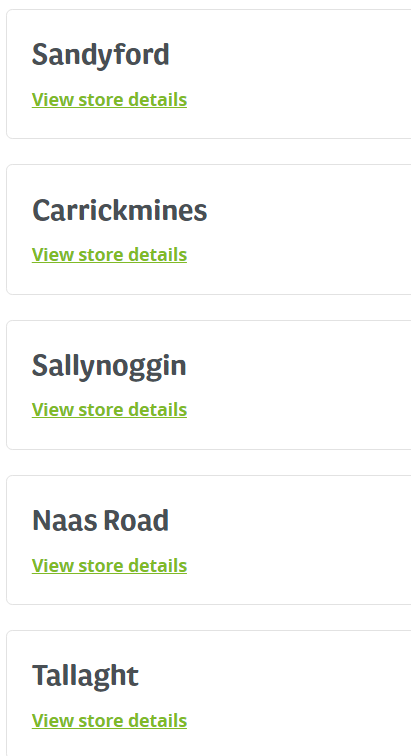 Sandyford
View store details
Carrickmines
View store details
Sallynoggin
View store details
Naas Road
View store details
Tallaght
View store details